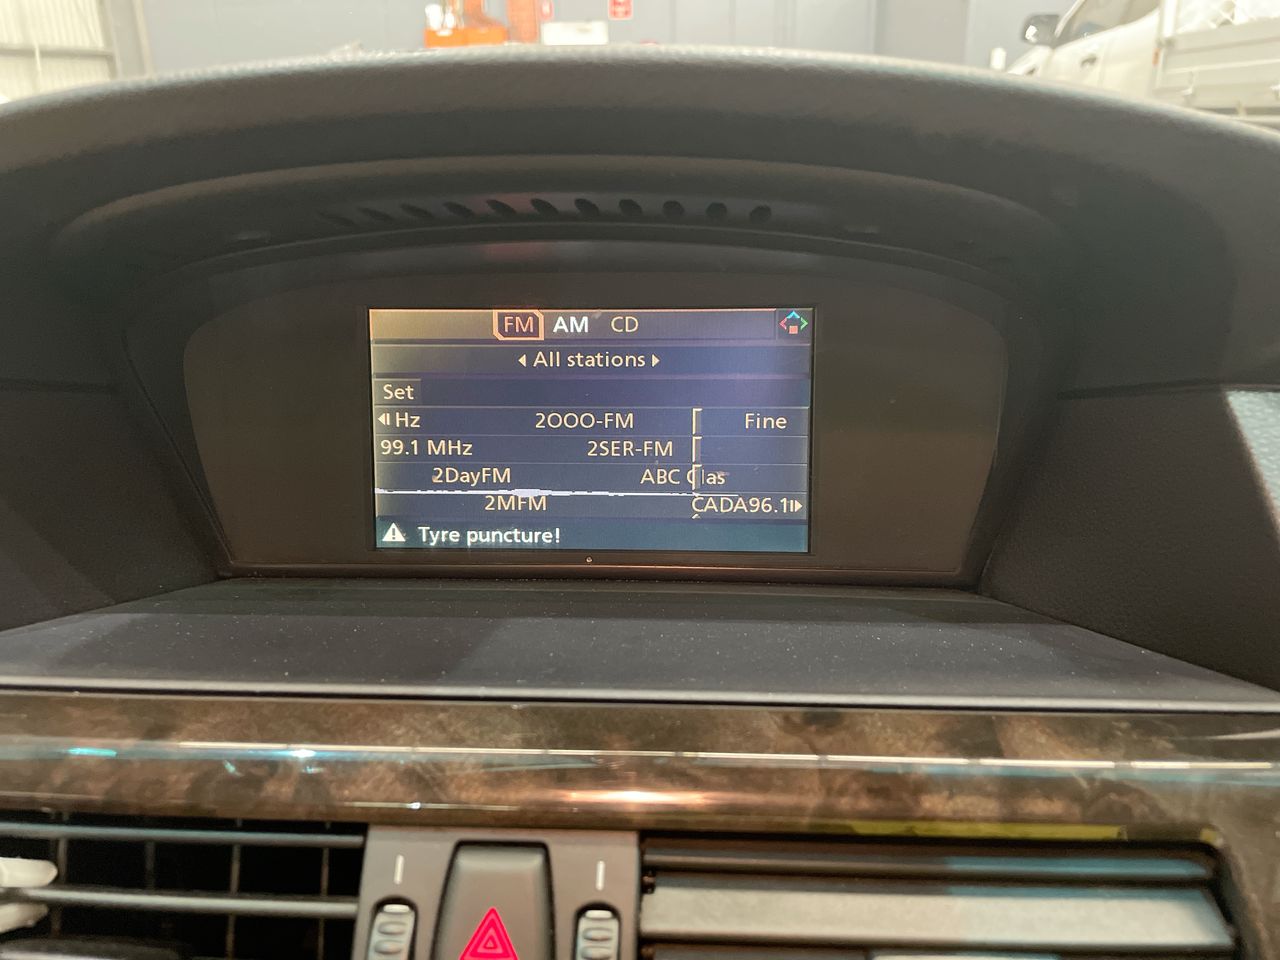 FM AM CD
All stations
Set
Hz 2OOO-FM Fine
99.1 MHz 2SER-FM
2DayFM ABC Clas
2MFM CADA96.1
Tyre puncture!